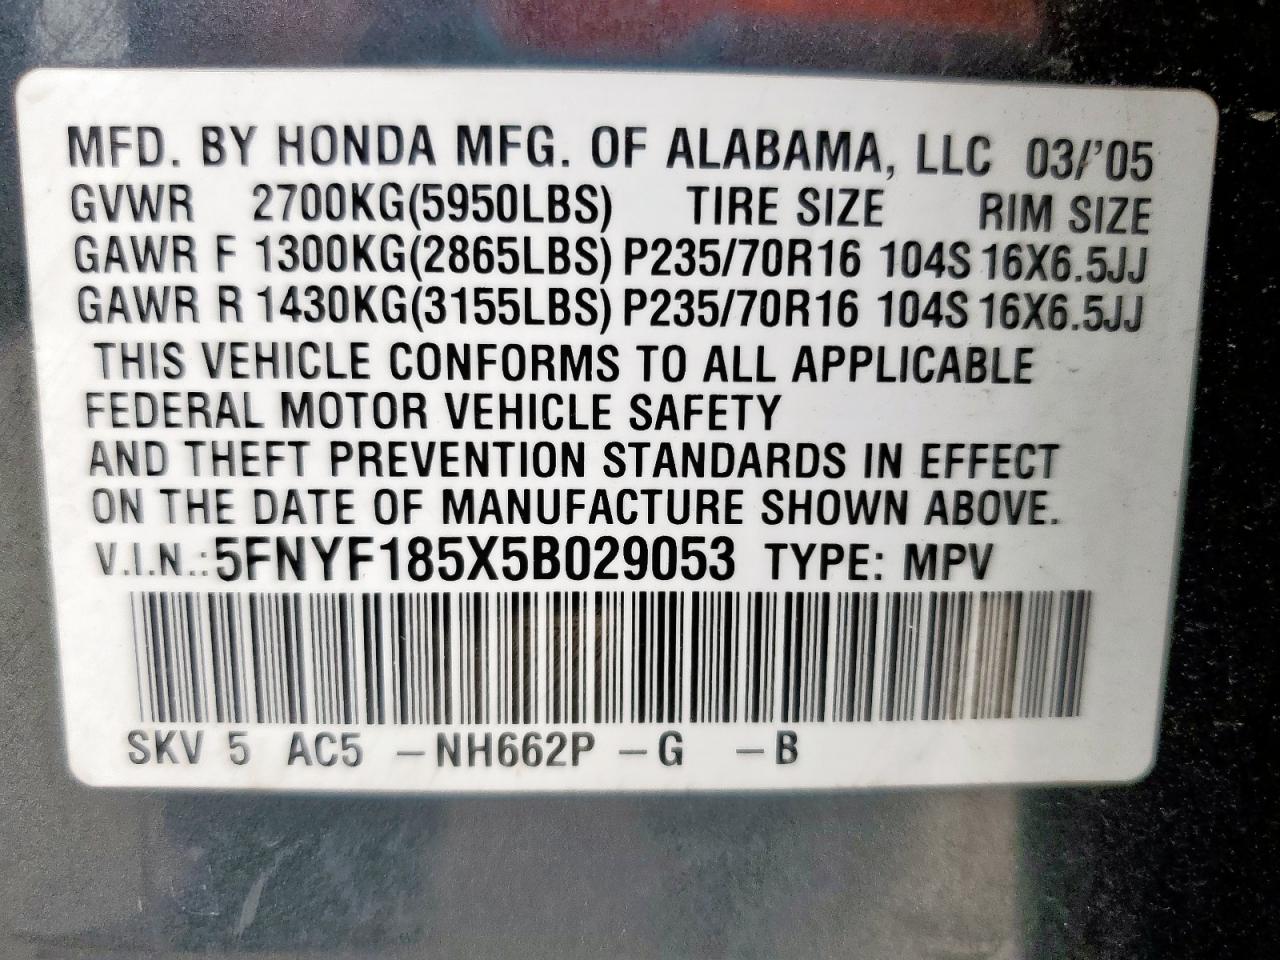 MFD. BY HONDA MFG. OF ALABAMA, LLC 03/'05
GVWR 2700KG(5950LBS) TIRE SIZE RIM SIZE
GAWR F 1300KG(2865LBS) P235/70R16 104S 16X6.5JJ
GAWR R 1430KG(3155LBS) P235/70R16 104S 16X6.5JJ
THIS VEHICLE CONFORMS TO ALL APPLICABLE
FEDERAL MOTOR VEHICLE SAFETY
AND THEFT PREVENTION STANDARDS IN EFFECT
ON THE DATE OF MANUFACTURE SHOWN ABOVE.
V.I.N.:5FNYF185X5B029053 TYPE: MPV
SKV 5 AC5 -NH662P -G -B